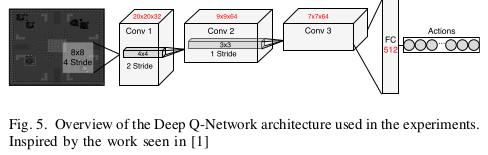 20x20x32
9x9x64
7x7x64
Conv 1
Conv 2
Conv 3
8x8
4 Stride
4x4
2 Stride
3x3
1 Stride
FC
512
Actions
Fig. 5. Overview of the Deep Q-Network architecture used in the experiments.
Inspired by the work seen in [1]